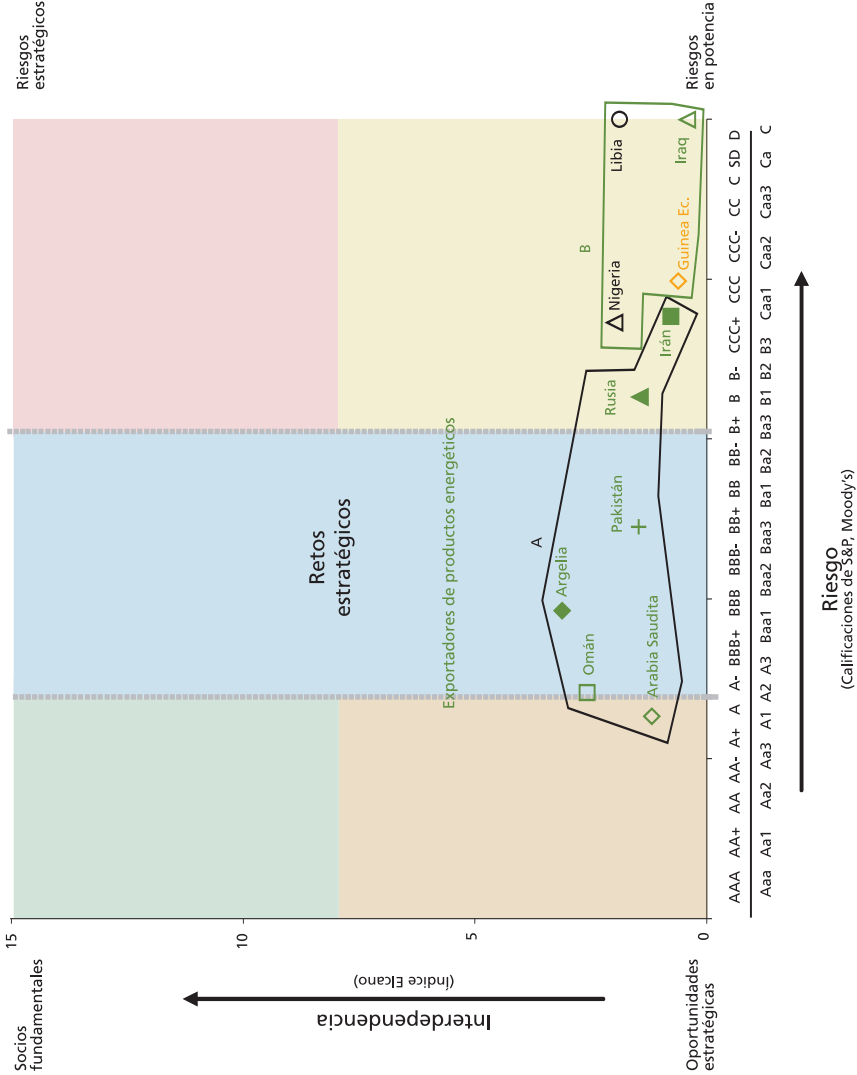 Riesgos
estratégicos
Riesgos
en potencia
Socios
fundamentales
Oportunidades
estratégicas
Interdependencia
(Índice Elcano)
15
10
5
0
Retos
estratégicos
Exportadores de productos energéticos
A
B
Omán
Argelia
Arabia Saudita
Pakistán
Rusia
Irán
Nigeria
Guinea Ec.
Libia
Iraq
AAA AA+ AA AA- A+ A A- BBB+ BBB BBB- BB+ BB BB- B+ B B- CCC+ CCC CCC- CC C SD D
Aaa Aa1 Aa2 Aa3 A1 A2 A3 Baa1 Baa2 Baa3 Ba1 Ba2 Ba3 B1 B2 B3 Caa1 Caa2 Caa3 Ca C
Riesgo
(Calificaciones de S&P, Moody's)